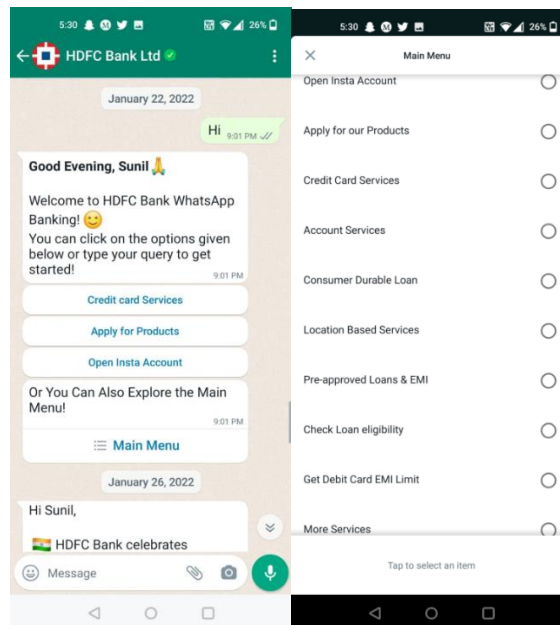 5:30 26%
HDFC Bank Ltd
January 22, 2022
Hi 9:01 PM
Good Evening, Sunil🙏
Welcome to HDFC Bank WhatsApp
Banking! 😊
You can click on the options given
below or type your query to get
started!
9:01 PM
Credit card Services
Apply for Products
Open Insta Account
Or You Can Also Explore the Main
Menu!
9:01 PM
Main Menu
January 26, 2022
Hi Sunil,
🇮🇳 HDFC Bank celebrates
Message
5:30 26%
Main Menu
Open Insta Account
Apply for our Products
Credit Card Services
Account Services
Consumer Durable Loan
Location Based Services
Pre-approved Loans & EMI
Check Loan eligibility
Get Debit Card EMI Limit
More Services
Tap to select an item